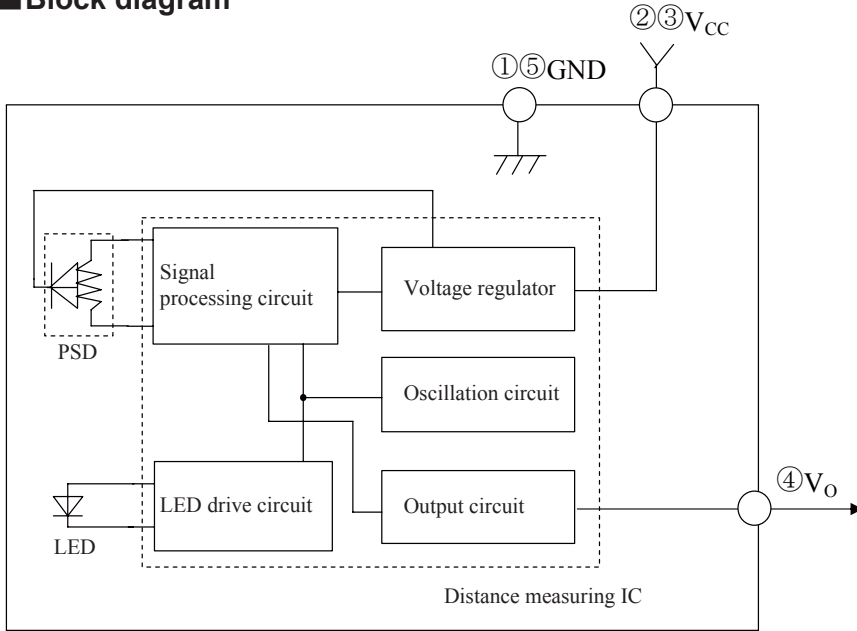 ■Block diagram
②③VCC
①⑤GND
Signal
processing circuit
Voltage regulator
PSD
Oscillation circuit
LED drive circuit
Output circuit
④VO
LED
Distance measuring IC